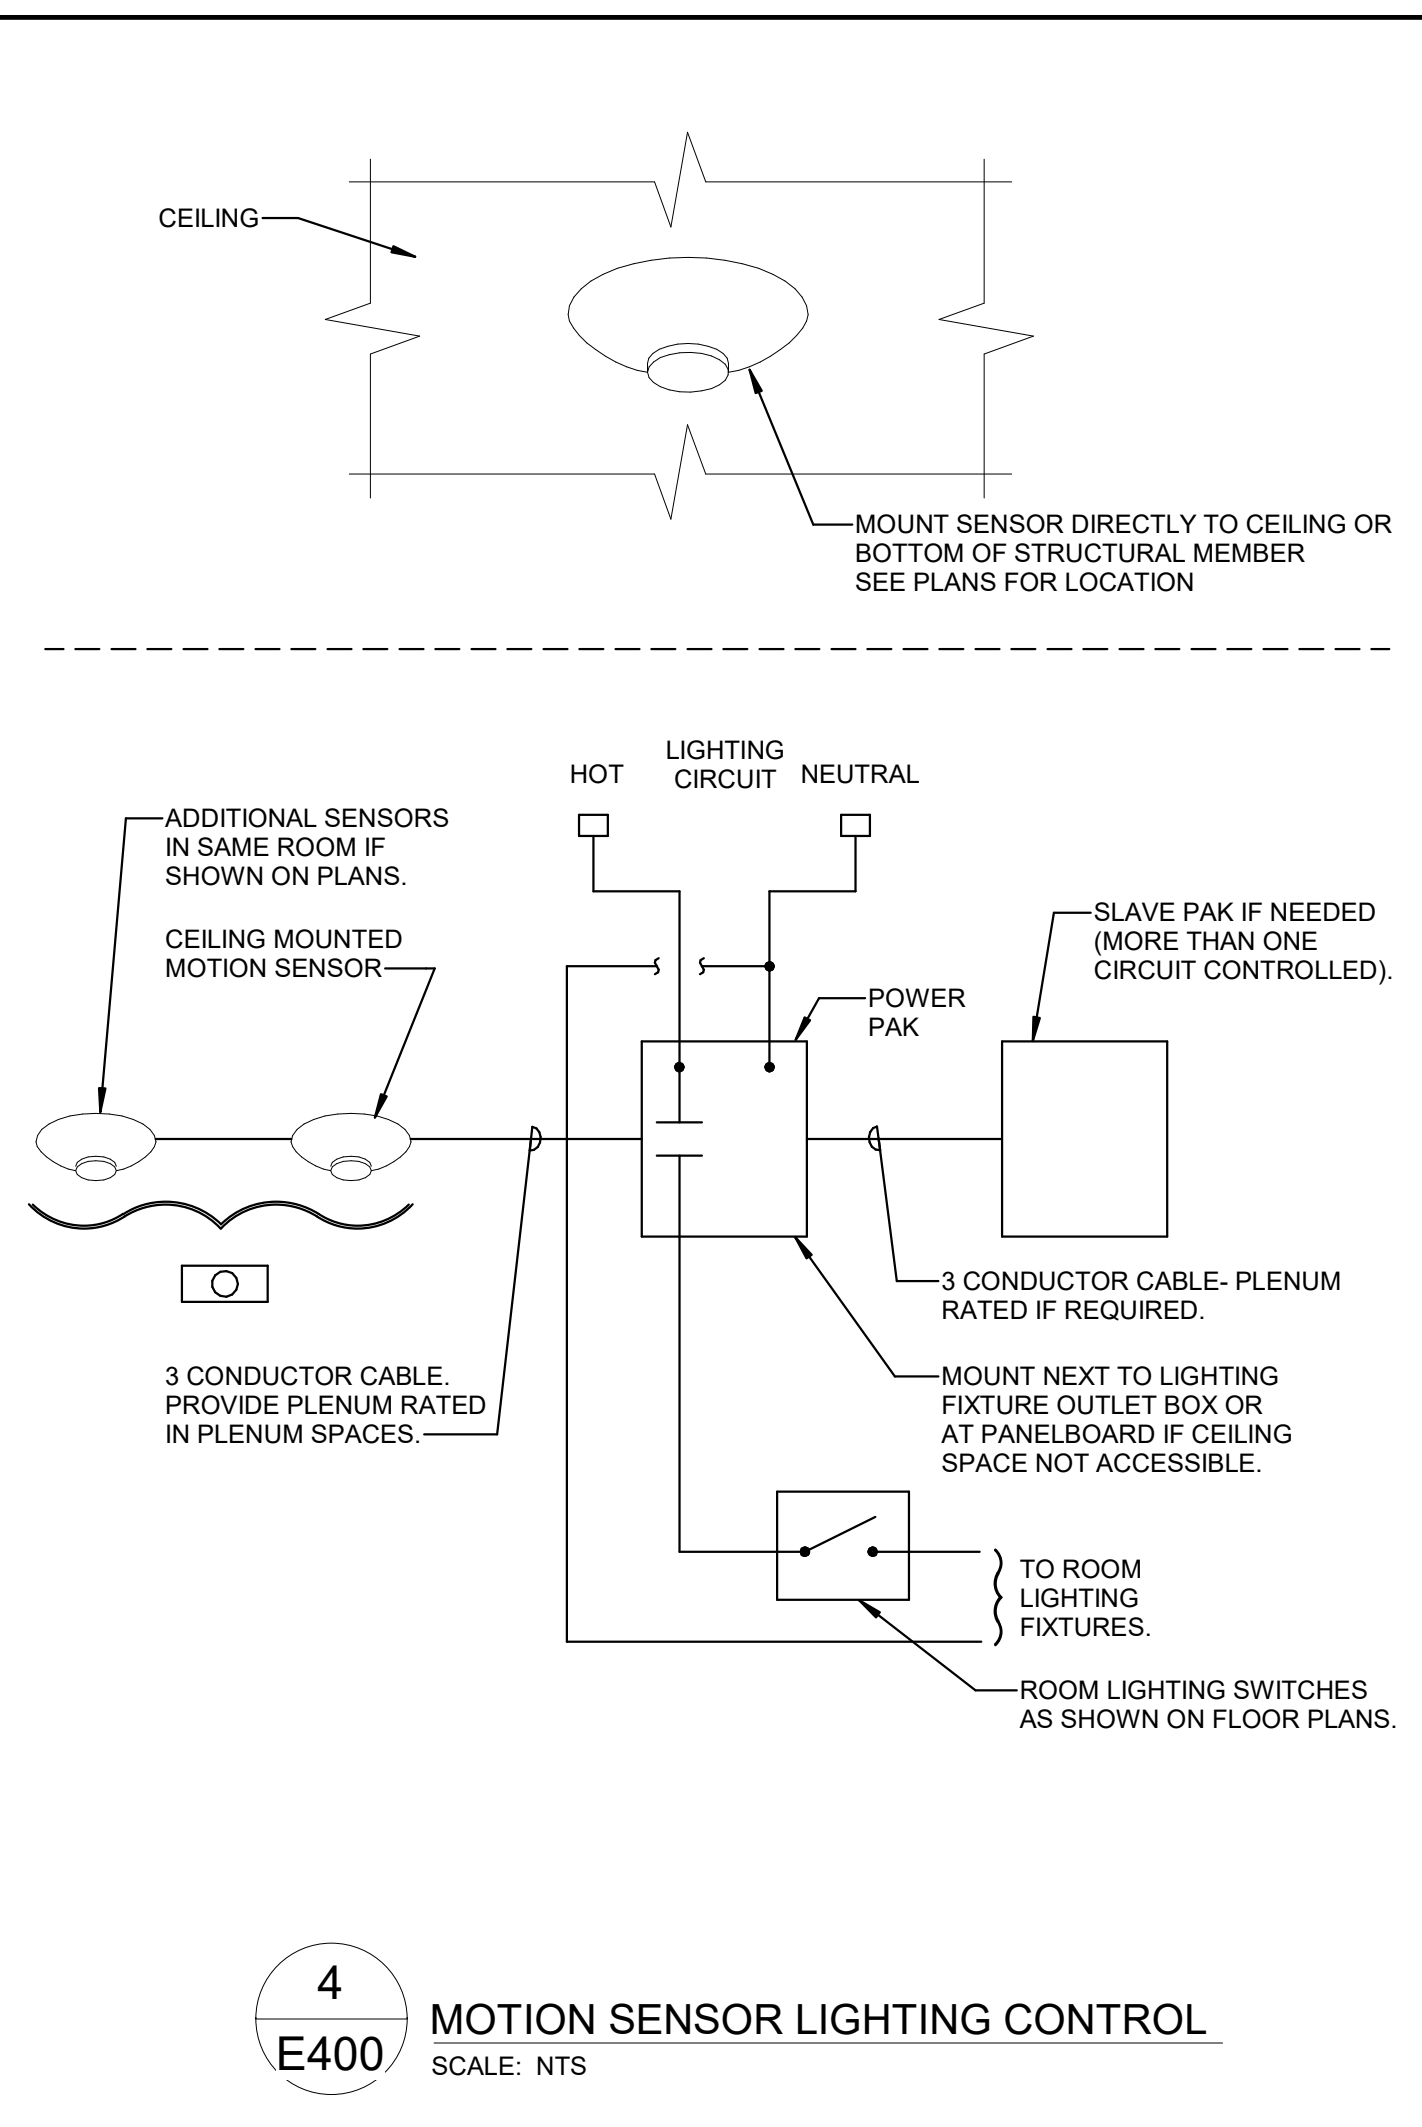 CEILING
MOUNT SENSOR DIRECTLY TO CEILING OR
BOTTOM OF STRUCTURAL MEMBER
SEE PLANS FOR LOCATION
HOT
LIGHTING
CIRCUIT
NEUTRAL
ADDITIONAL SENSORS
IN SAME ROOM IF
SHOWN ON PLANS.
CEILING MOUNTED
MOTION SENSOR
SLAVE PAK IF NEEDED
(MORE THAN ONE
CIRCUIT CONTROLLED).
POWER
PAK
3 CONDUCTOR CABLE- PLENUM
RATED IF REQUIRED.
3 CONDUCTOR CABLE.
PROVIDE PLENUM RATED
IN PLENUM SPACES.
MOUNT NEXT TO LIGHTING
FIXTURE OUTLET BOX OR
AT PANELBOARD IF CEILING
SPACE NOT ACCESSIBLE.
TO ROOM
LIGHTING
FIXTURES.
ROOM LIGHTING SWITCHES
AS SHOWN ON FLOOR PLANS.
4
E400
MOTION SENSOR LIGHTING CONTROL
SCALE: NTS